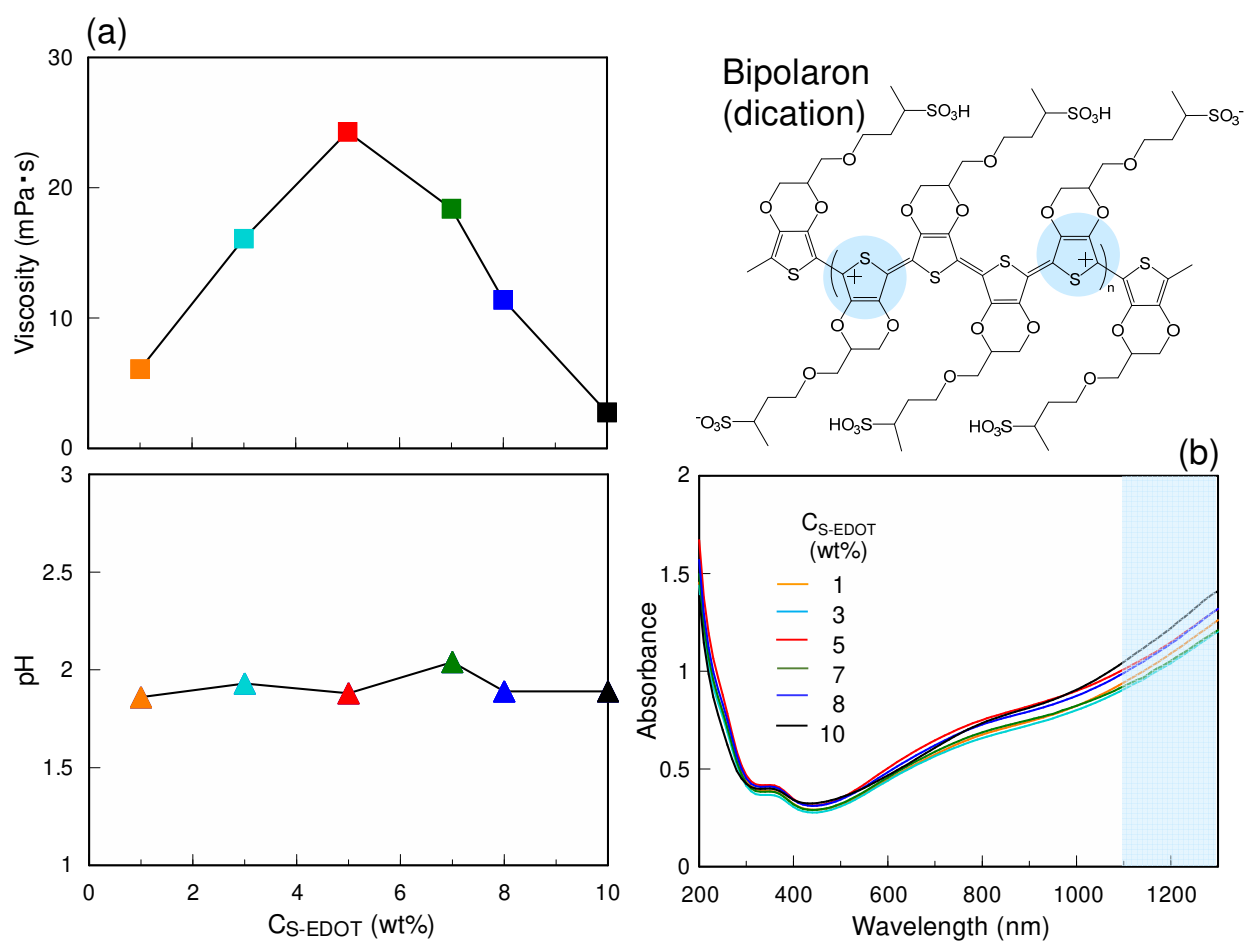 (a)
30
20
10
0
Viscosity (mPa・s)
3
2.5
2
1.5
1
pH
0 2 4 6 8 10
C_S-EDOT (wt%)
Bipolaron
(dication)
SO₃H
SO₃H
SO₃⁻
O
O
O
O O
O O
O O
S
+
S
S
S
+
S
S
n
O O
O O
O O
O
O
O
⁻O₃S
HO₃S
HO₃S
(b)
2
1.5
1
0.5
0
Absorbance
C_S-EDOT
(wt%)
1
3
5
7
8
10
200 400 600 800 1000 1200
Wavelength (nm)